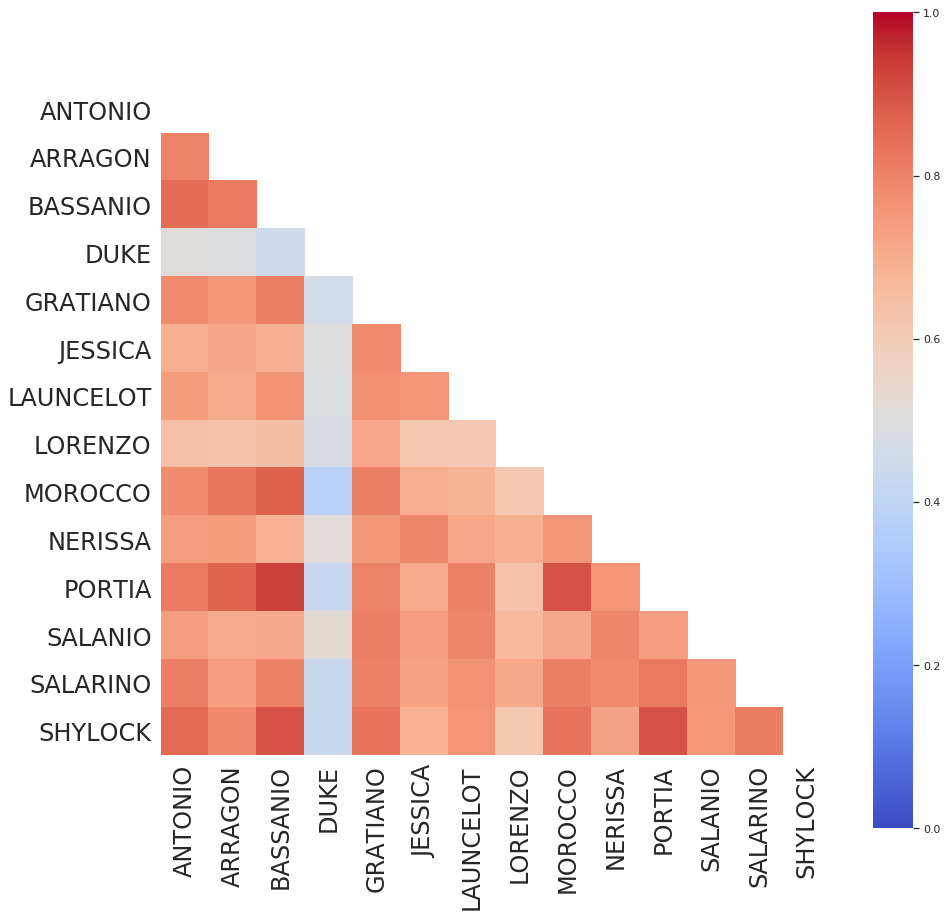 ANTONIO
ARRAGON
BASSANIO
DUKE
GRATIANO
JESSICA
LAUNCELOT
LORENZO
MOROCCO
NERISSA
PORTIA
SALANIO
SALARINO
SHYLOCK
ANTONIO
ARRAGON
BASSANIO
DUKE
GRATIANO
JESSICA
LAUNCELOT
LORENZO
MOROCCO
NERISSA
PORTIA
SALANIO
SALARINO
SHYLOCK
1.0
0.8
0.6
0.4
0.2
0.0